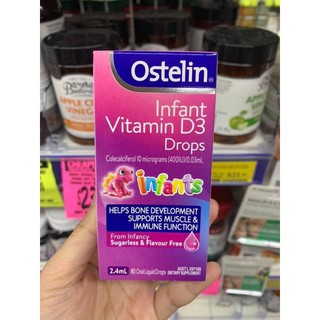 Ostelin
Infant
Vitamin D3
Drops
Colecalciferol 10 micrograms (400IU)/0.03mL
infants
HELPS BONE DEVELOPMENT
SUPPORTS MUSCLE &
IMMUNE FUNCTION
From Infancy
Sugarless & Flavour Free
2.4mL
80 Oral Liquid Drops
DIETARY SUPPLEMENT
APPLE CI
VINEGA